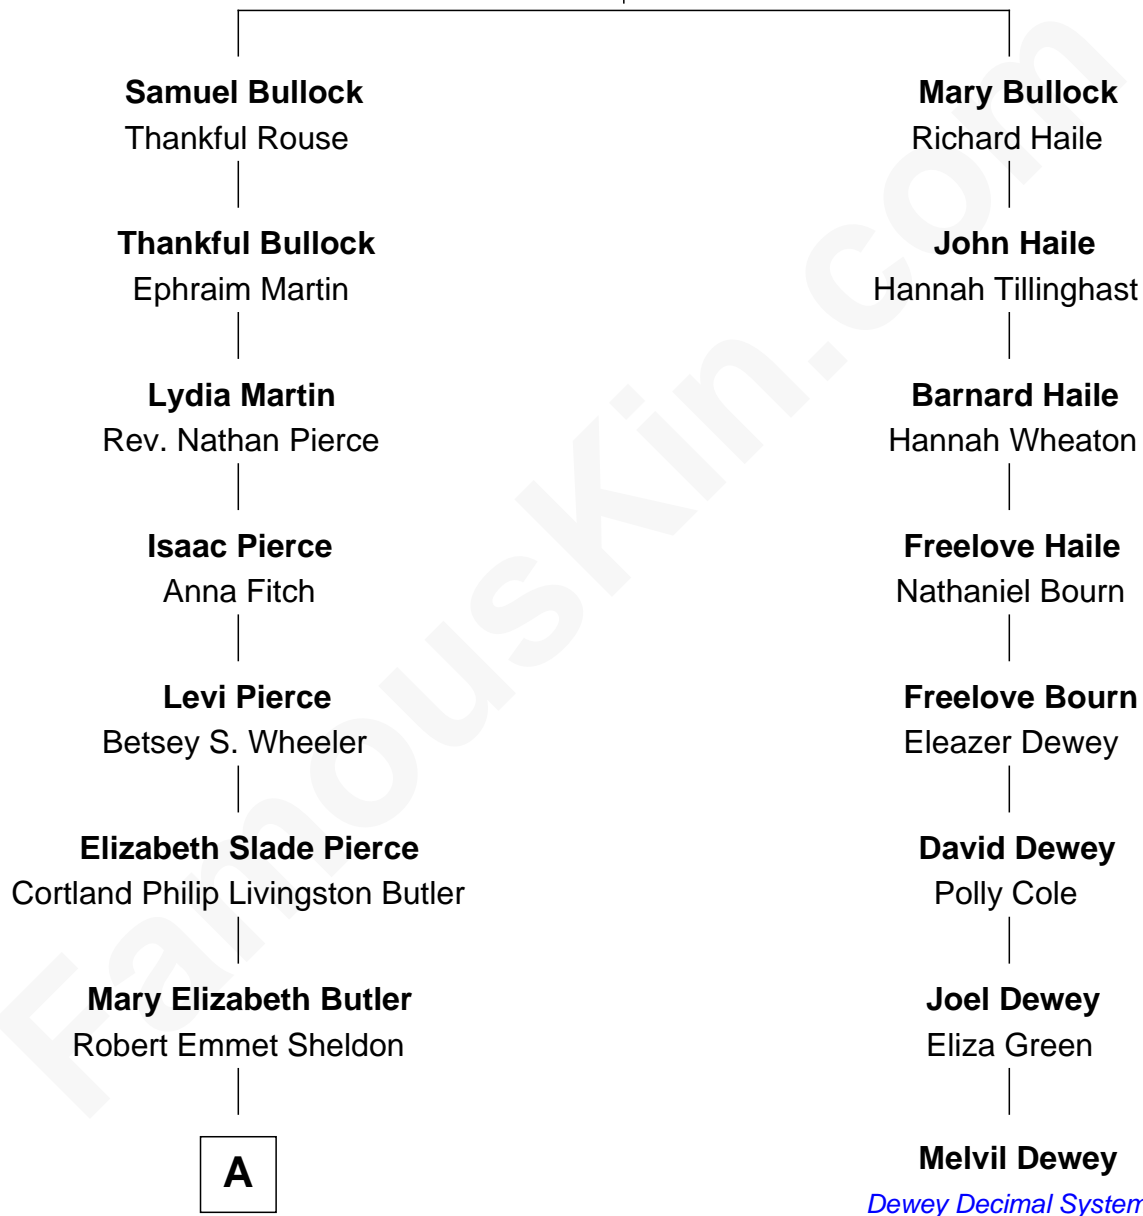 Samuel Bullock
Thankful Rouse
Thankful Bullock
Ephraim Martin
Lydia Martin
Rev. Nathan Pierce
Isaac Pierce
Anna Fitch
Levi Pierce
Betsey S. Wheeler
Elizabeth Slade Pierce
Cortland Philip Livingston Butler
Mary Elizabeth Butler
Robert Emmet Sheldon
A
Mary Bullock
Richard Haile
John Haile
Hannah Tillinghast
Barnard Haile
Hannah Wheaton
Freelove Haile
Nathaniel Bourn
Freelove Bourn
Eleazer Dewey
David Dewey
Polly Cole
Joel Dewey
Eliza Green
Melvil Dewey
Dewey Decimal System
FamousKin.com